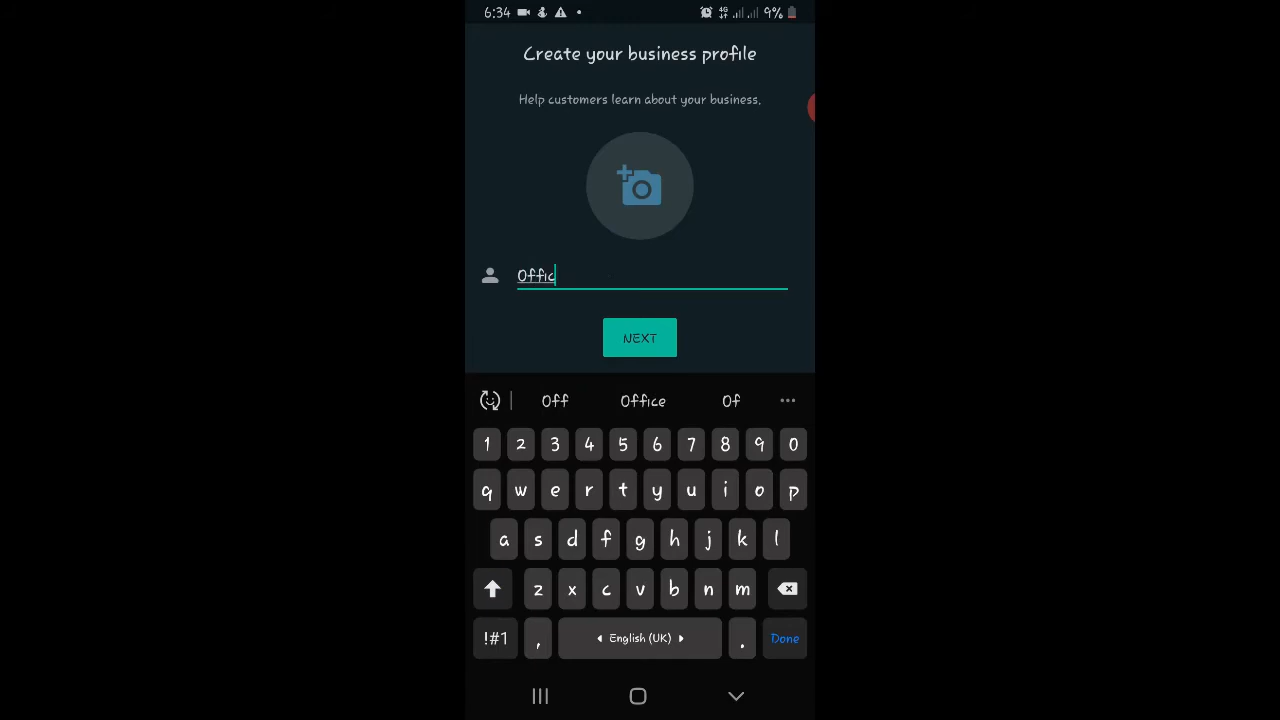 6:34 4G 9%
Create your business profile
Help customers learn about your business.
Offic
NEXT
Off Office Of ...
1 2 3 4 5 6 7 8 9 0
q w e r t y u i o p
a s d f g h j k l
z x c v b n m
!#1 , English (UK) . Done